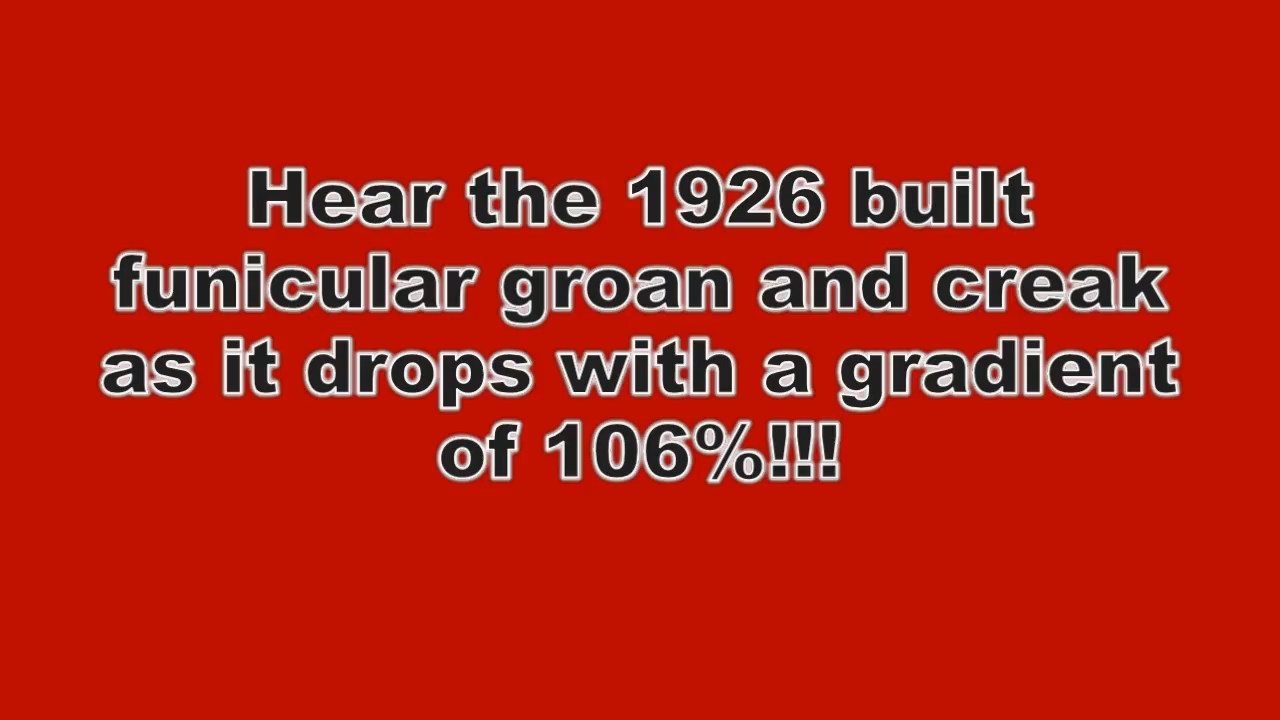 Hear the 1926 built
funicular groan and creak
as it drops with a gradient
of 106%!!!